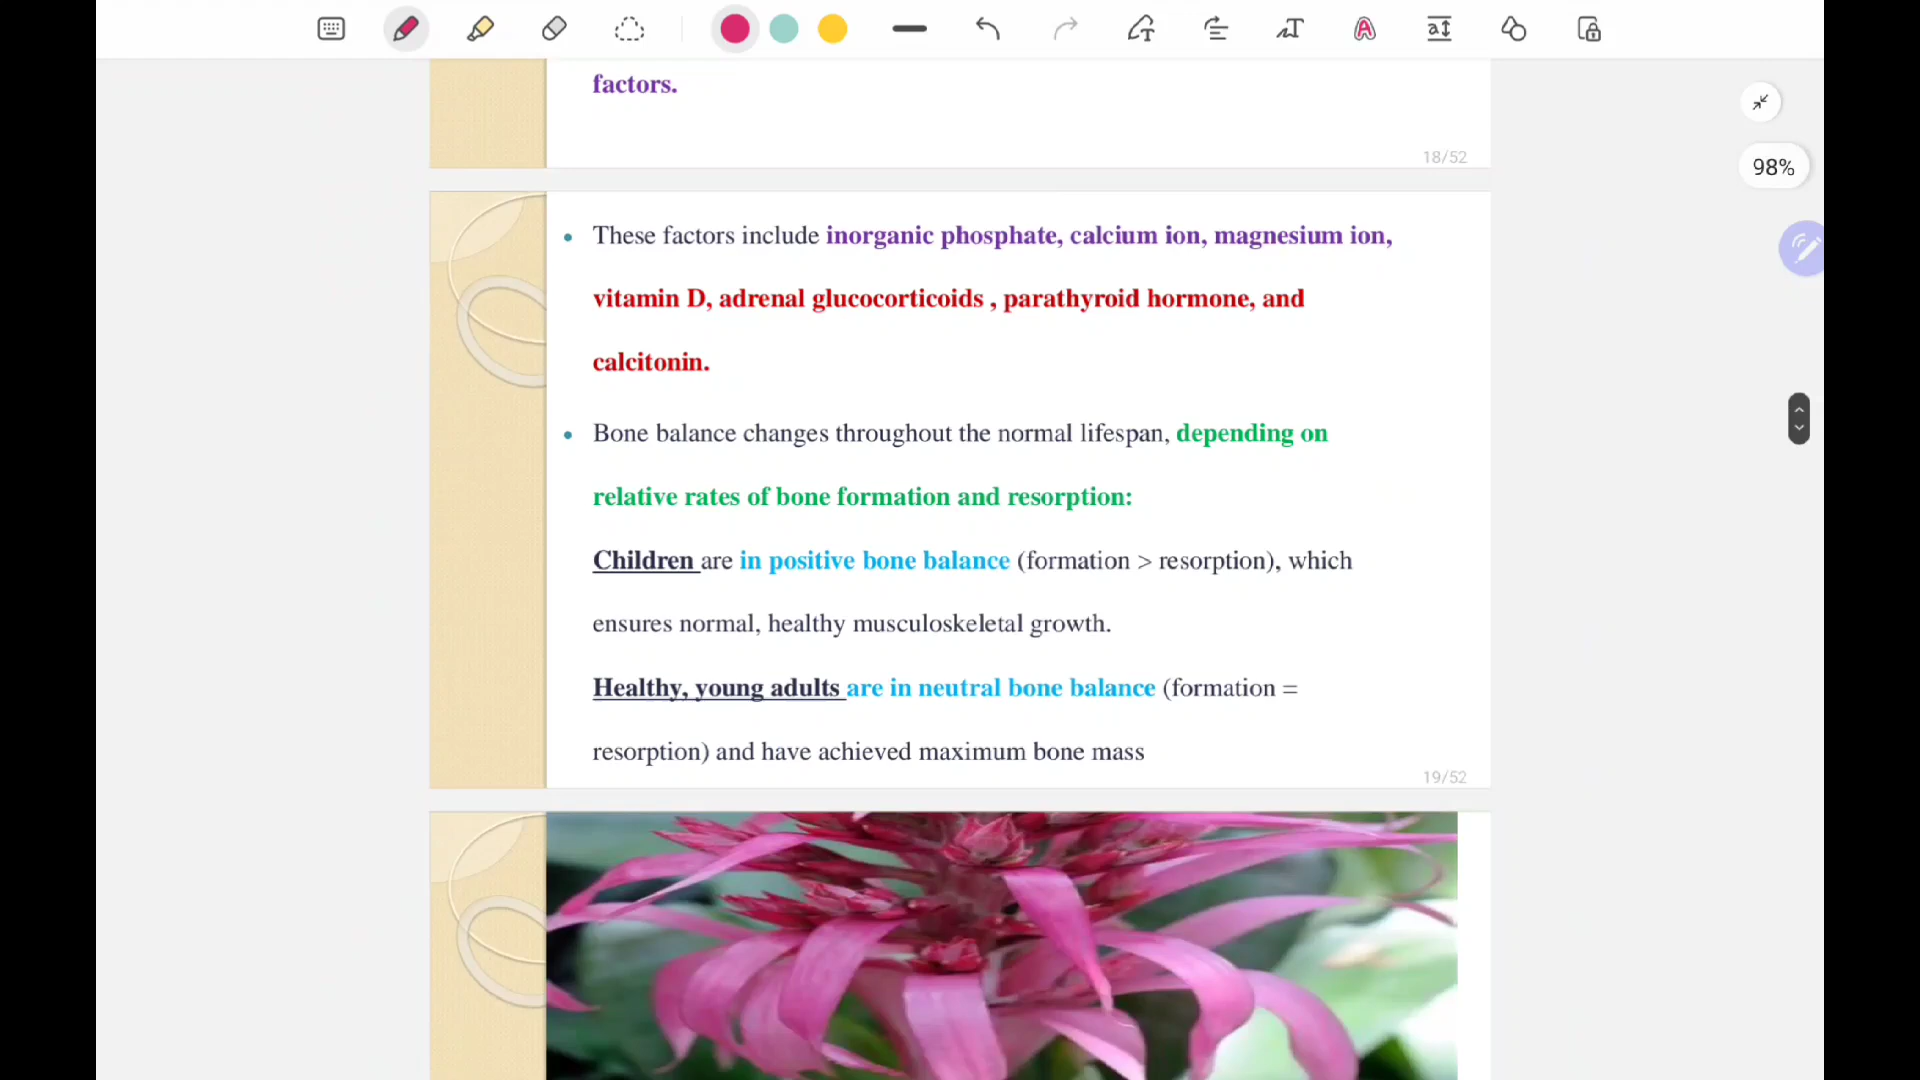 factors.
18/52
98%
These factors include inorganic phosphate, calcium ion, magnesium ion,
vitamin D, adrenal glucocorticoids , parathyroid hormone, and
calcitonin.
Bone balance changes throughout the normal lifespan, depending on
relative rates of bone formation and resorption:
Children are in positive bone balance (formation > resorption), which
ensures normal, healthy musculoskeletal growth.
Healthy, young adults are in neutral bone balance (formation =
resorption) and have achieved maximum bone mass
19/52